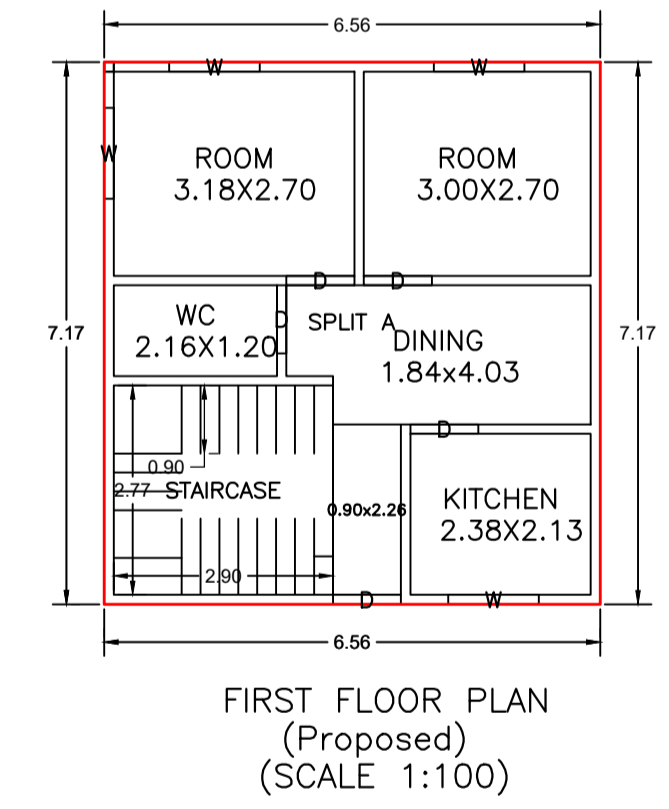 6.56
W
W
W
ROOM
3.18X2.70
ROOM
3.00X2.70
7.17
7.17
D
D
WC
2.16X1.20
D
SPLIT A
DINING
1.84x4.03
D
0.90
2.77
STAIRCASE
0.90x2.26
KITCHEN
2.38X2.13
2.90
D
W
6.56
FIRST FLOOR PLAN
(Proposed)
(SCALE 1:100)